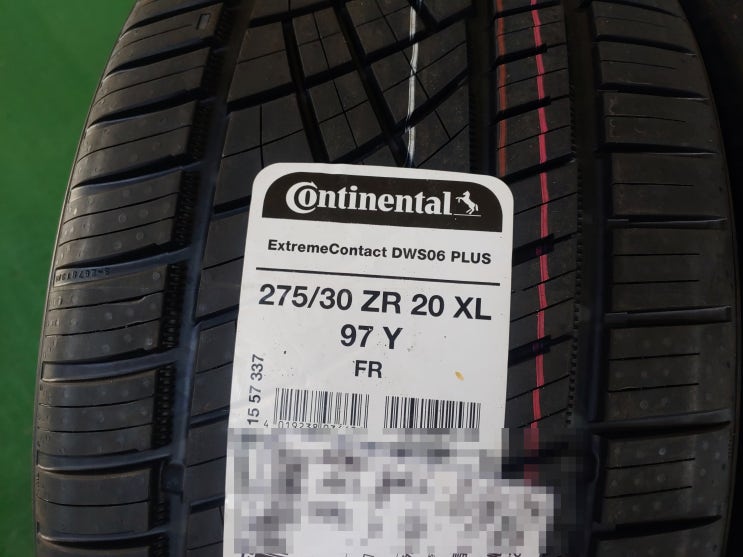 Continental
ExtremeContact DWS06 PLUS
275/30 ZR 20 XL
97 Y
FR
15 57 337